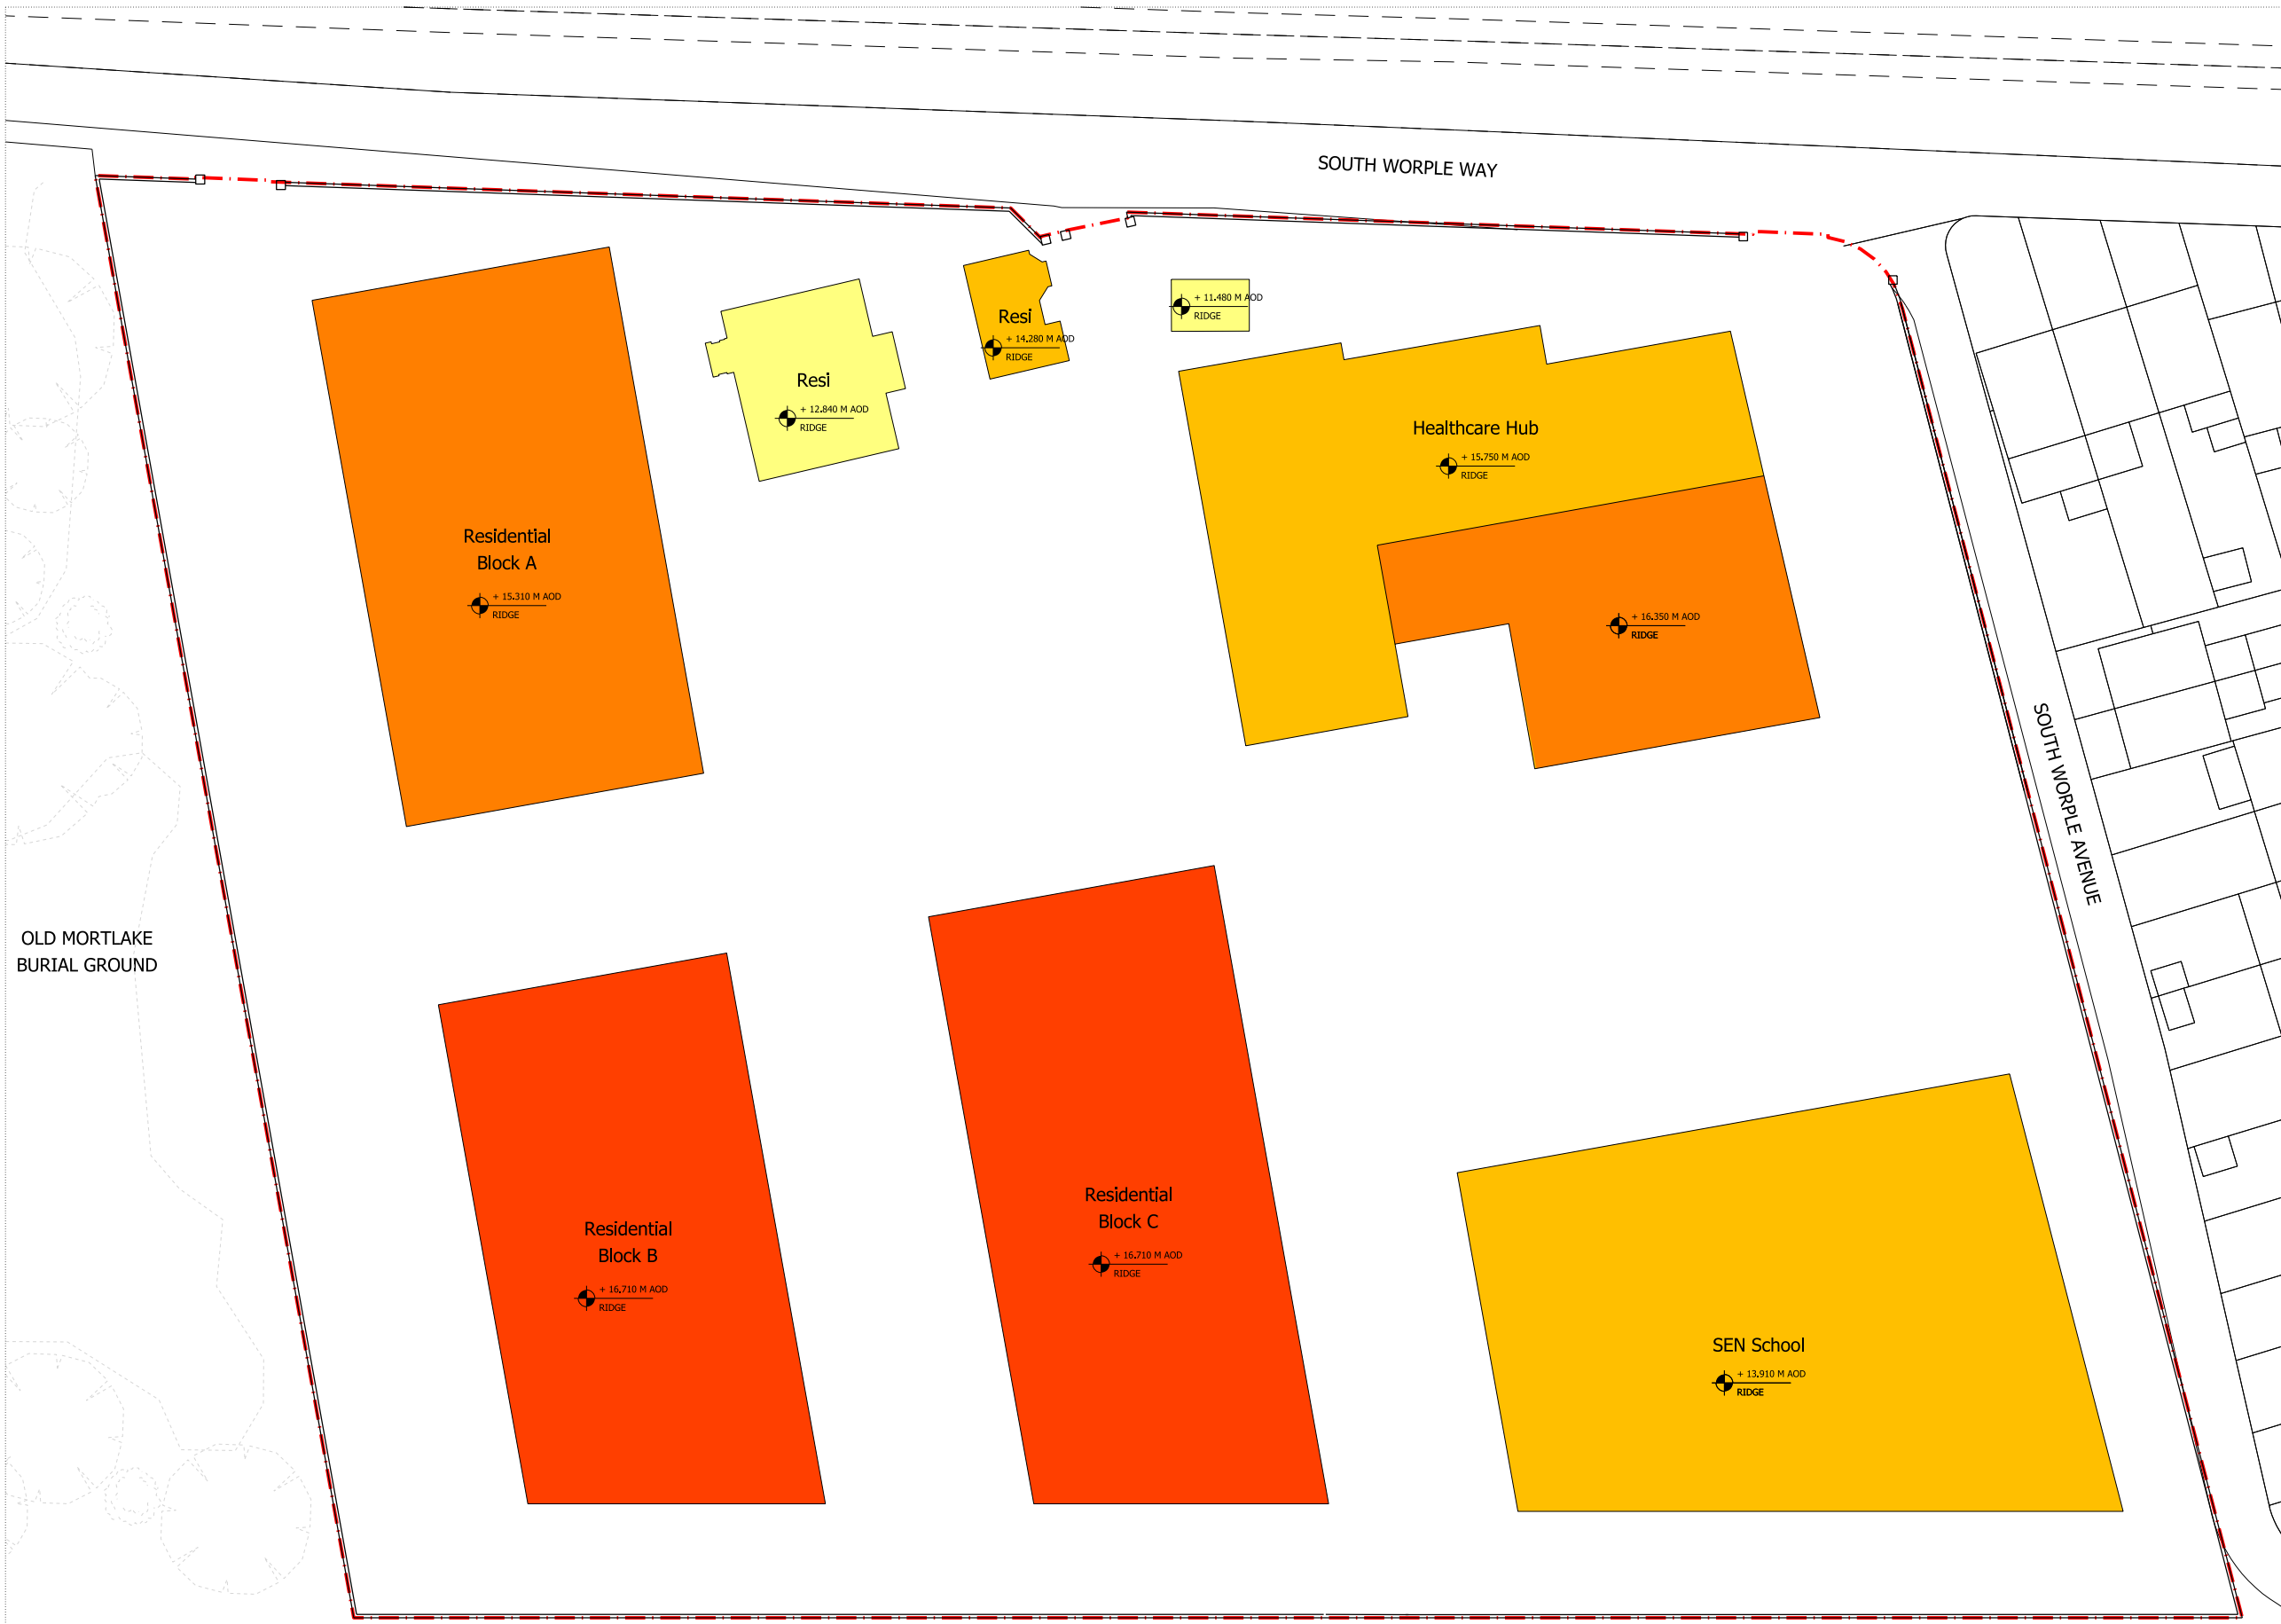 SOUTH WORPLE WAY
+ 11.480 M AOD
RIDGE
Resi
+ 14.280 M AOD
RIDGE
Resi
+ 12.840 M AOD
RIDGE
Healthcare Hub
+ 15.750 M AOD
RIDGE
Residential
Block A
+ 15.310 M AOD
RIDGE
+ 16.350 M AOD
RIDGE
SOUTH WORPLE AVENUE
OLD MORTLAKE
BURIAL GROUND
Residential
Block C
+ 16.710 M AOD
RIDGE
Residential
Block B
+ 16.710 M AOD
RIDGE
SEN School
+ 13.910 M AOD
RIDGE